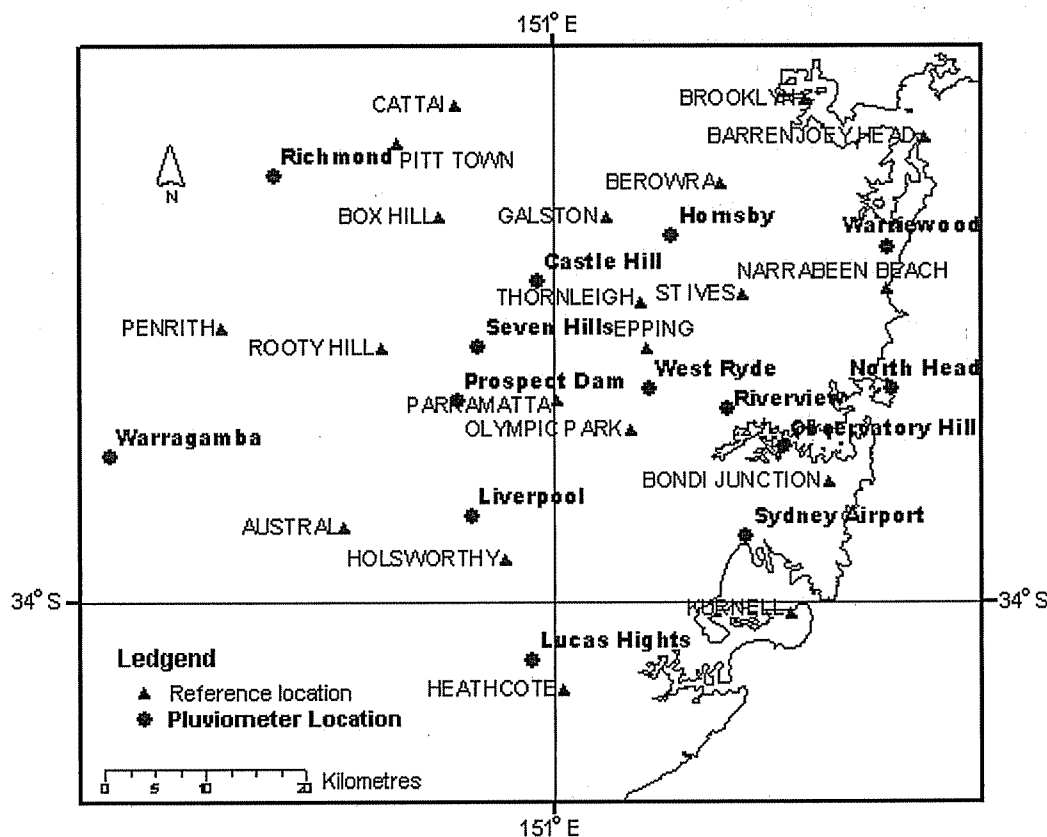 151° E
CATTAI
BROOKLYN
BARRENJOEY HEAD
Richmond
PITT TOWN
N
BEROWRA
BOX HILL
GALSTON
Hornsby
Warriewood
Castle Hill
NARRABEEN BEACH
THORNLEIGH
ST IVES
PENRITH
Seven Hills
EPPING
ROOTY HILL
West Ryde
North Head
Prospect Dam
PARRAMATTA
Riverview
OLYMPIC PARK
Observatory Hill
Warragamba
BONDI JUNCTION
Liverpool
Sydney Airport
AUSTRAL
HOLSWORTHY
34° S
34° S
KURNELL
Lucas Hights
Ledgend
HEATHCOTE
Reference location
Pluviometer Location
0 5 10 20 Kilometres
151° E